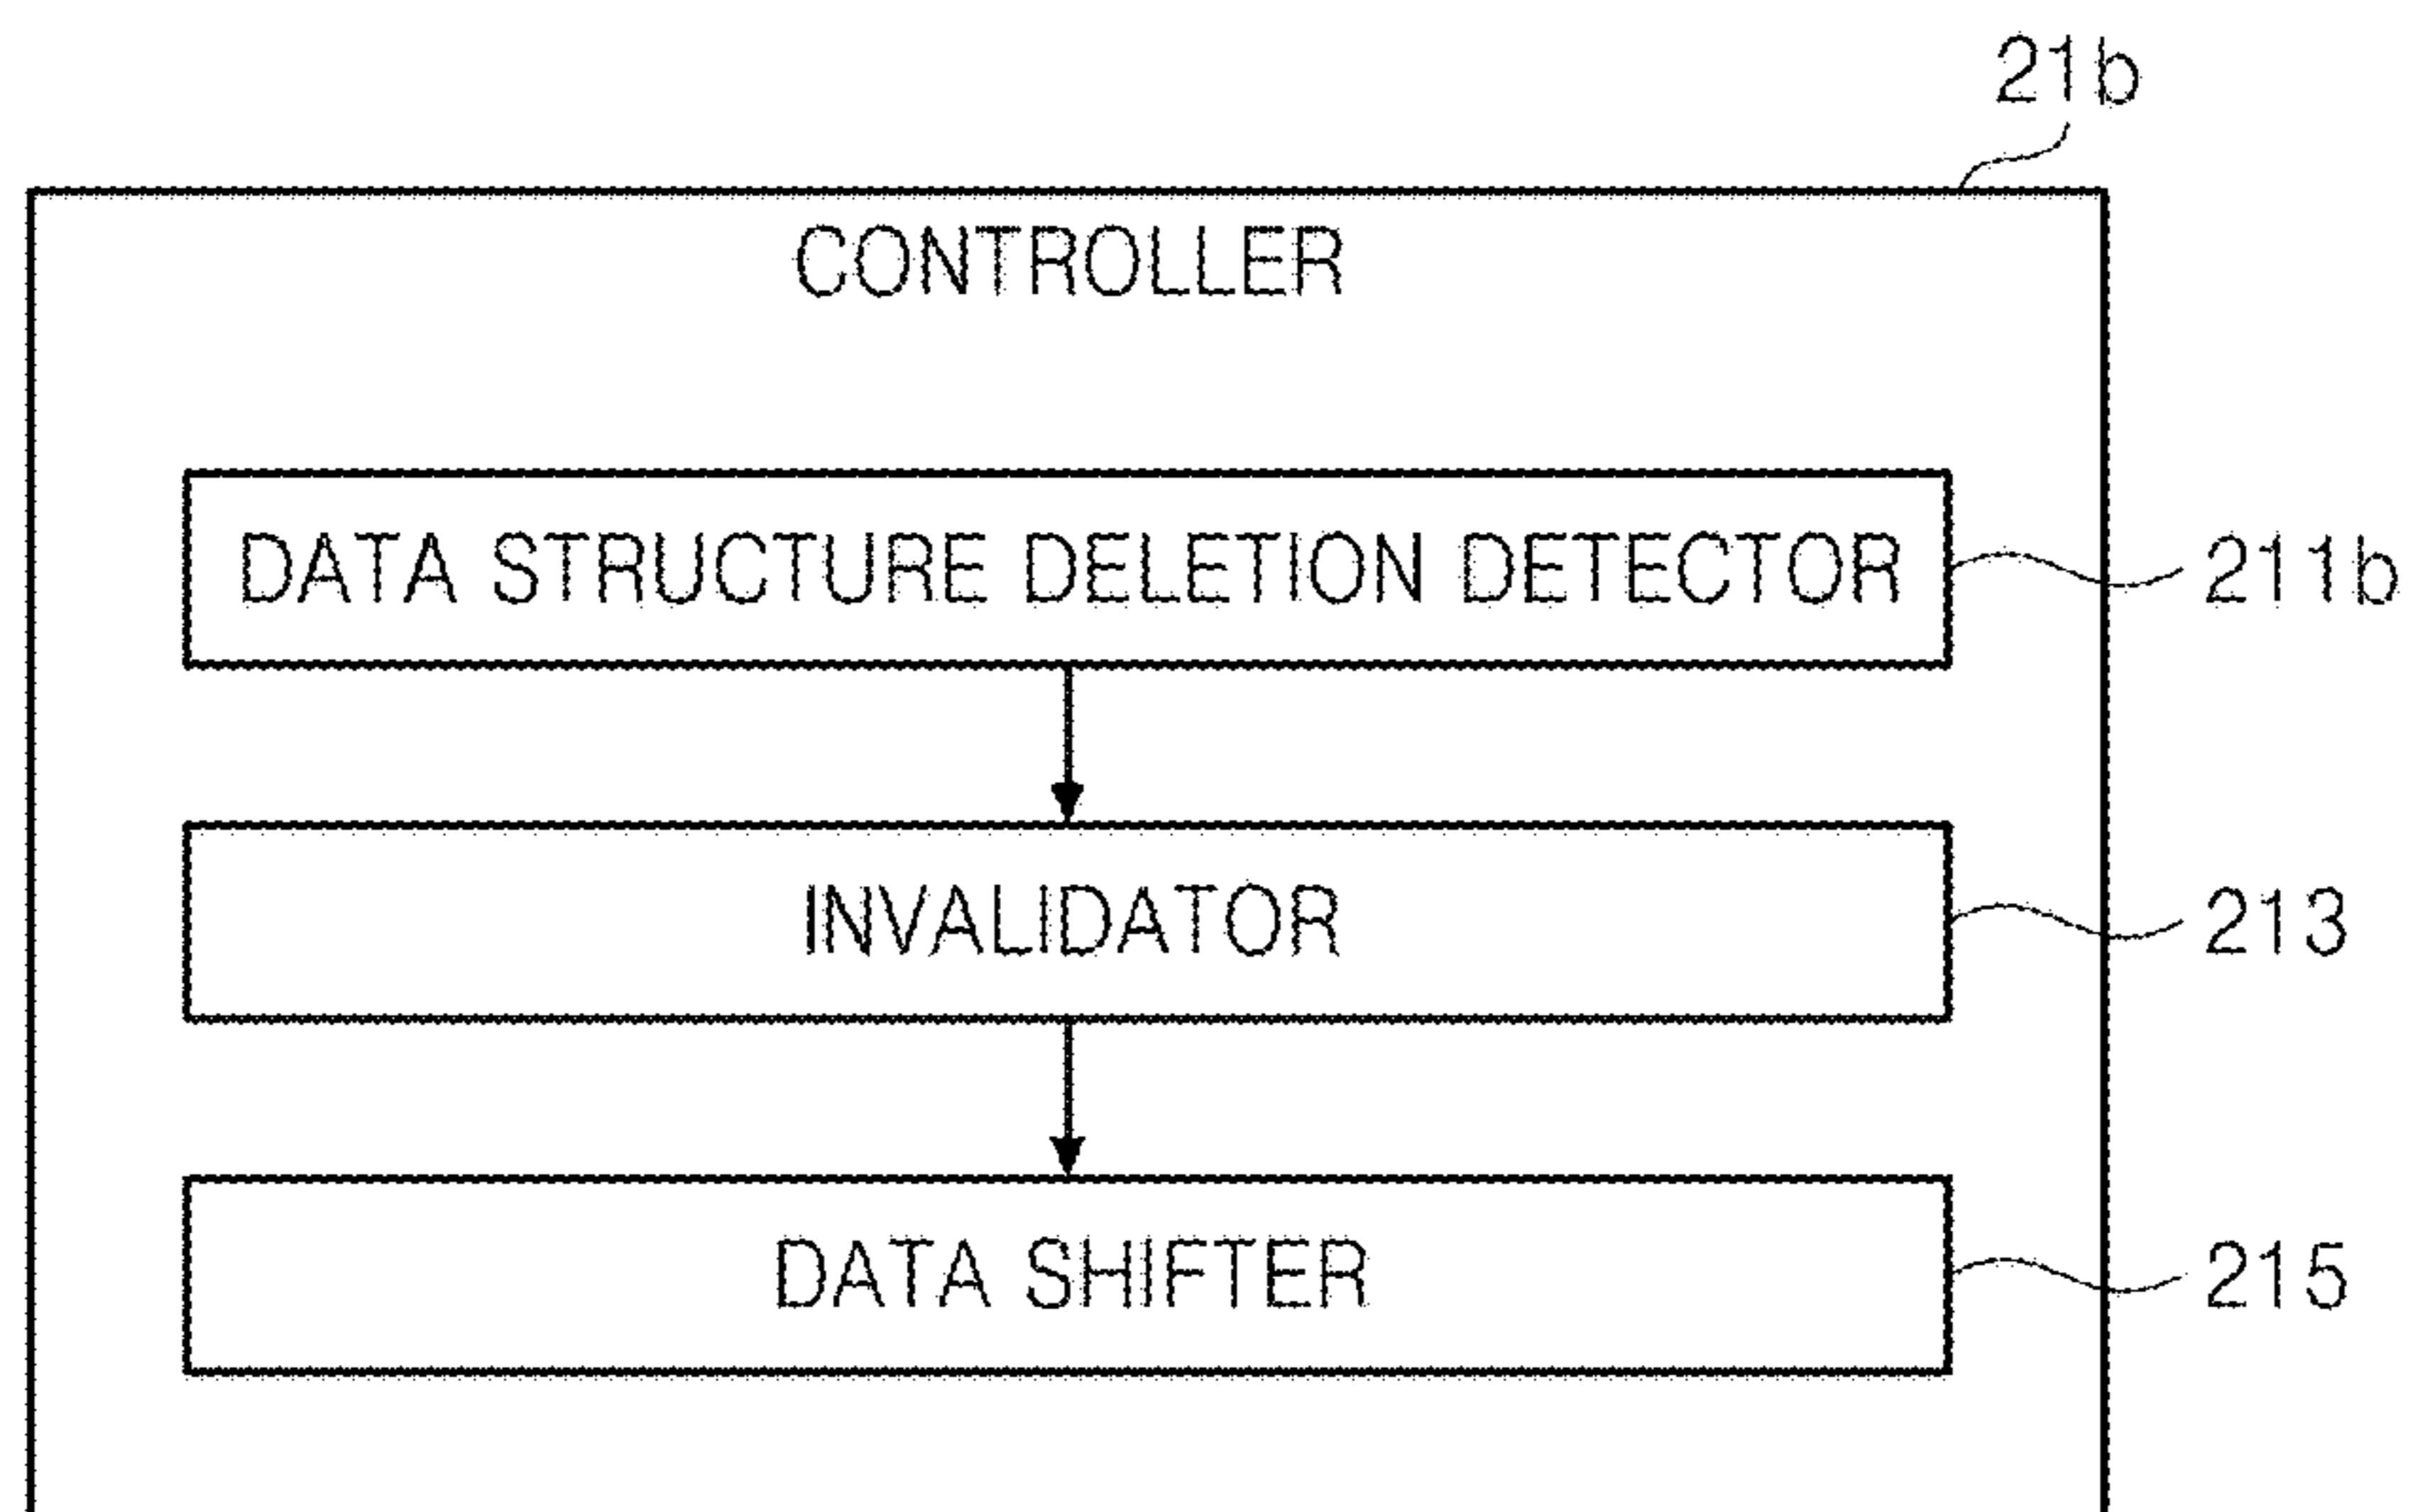 21b
CONTROLLER
DATA STRUCTURE DELETION DETECTOR
211b
INVALIDATOR
213
DATA SHIFTER
215